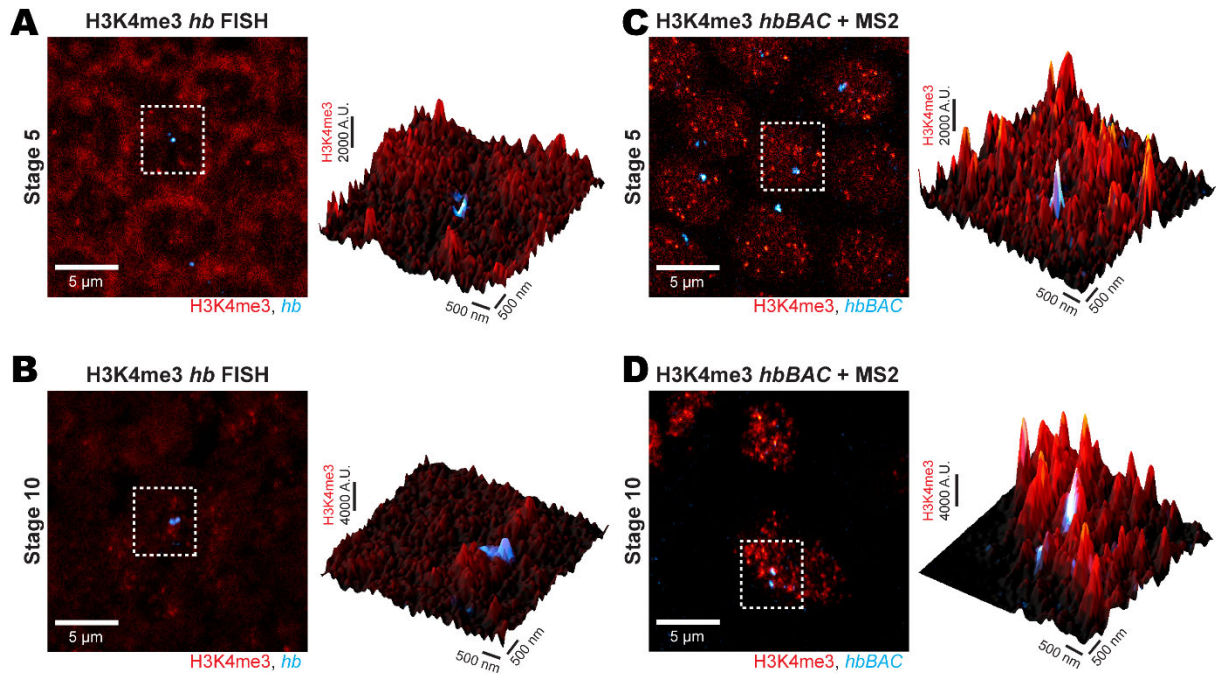 A
H3K4me3 hb FISH
Stage 5
5 µm
H3K4me3, hb
H3K4me3
2000 A.U.
500 nm
500 nm
C
H3K4me3 hbBAC + MS2
Stage 5
5 µm
H3K4me3, hbBAC
H3K4me3
2000 A.U.
500 nm
500 nm
B
H3K4me3 hb FISH
Stage 10
5 µm
H3K4me3, hb
H3K4me3
4000 A.U.
500 nm
500 nm
D
H3K4me3 hbBAC + MS2
Stage 10
5 µm
H3K4me3, hbBAC
H3K4me3
4000 A.U.
500 nm
500 nm